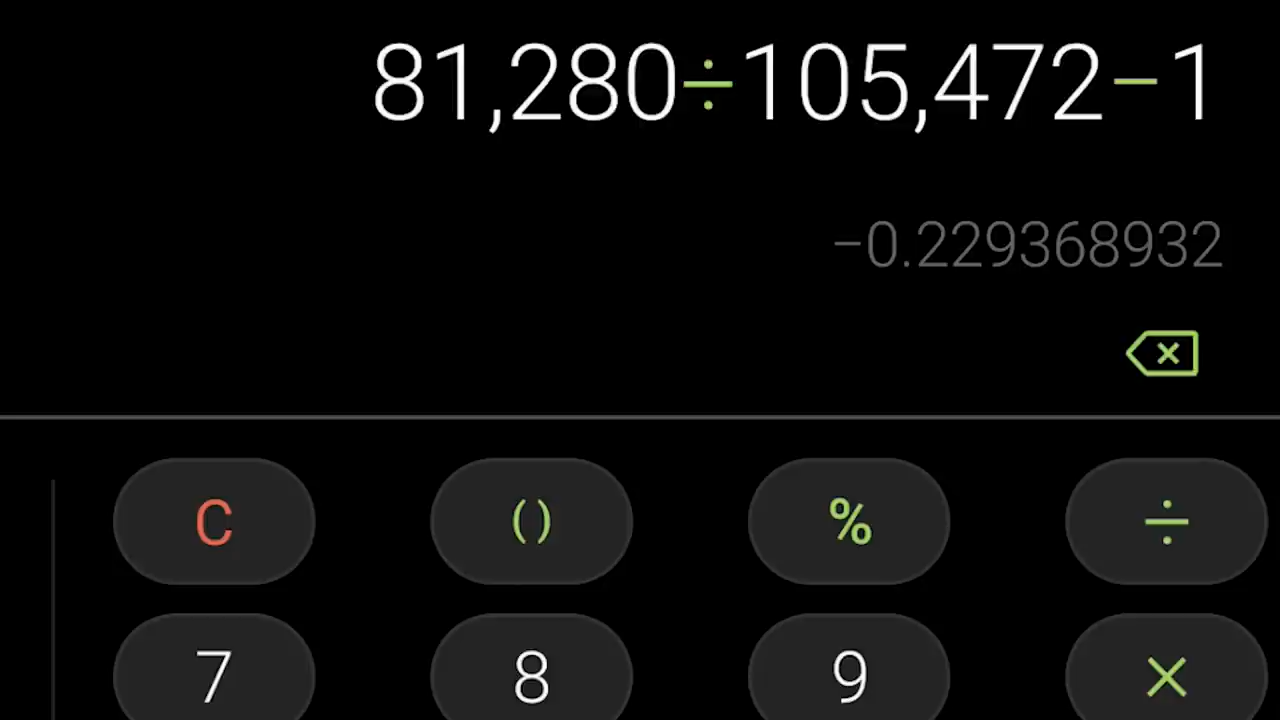 81,280÷105,472−1
−0.229368932
C () % ÷
7 8 9 ×